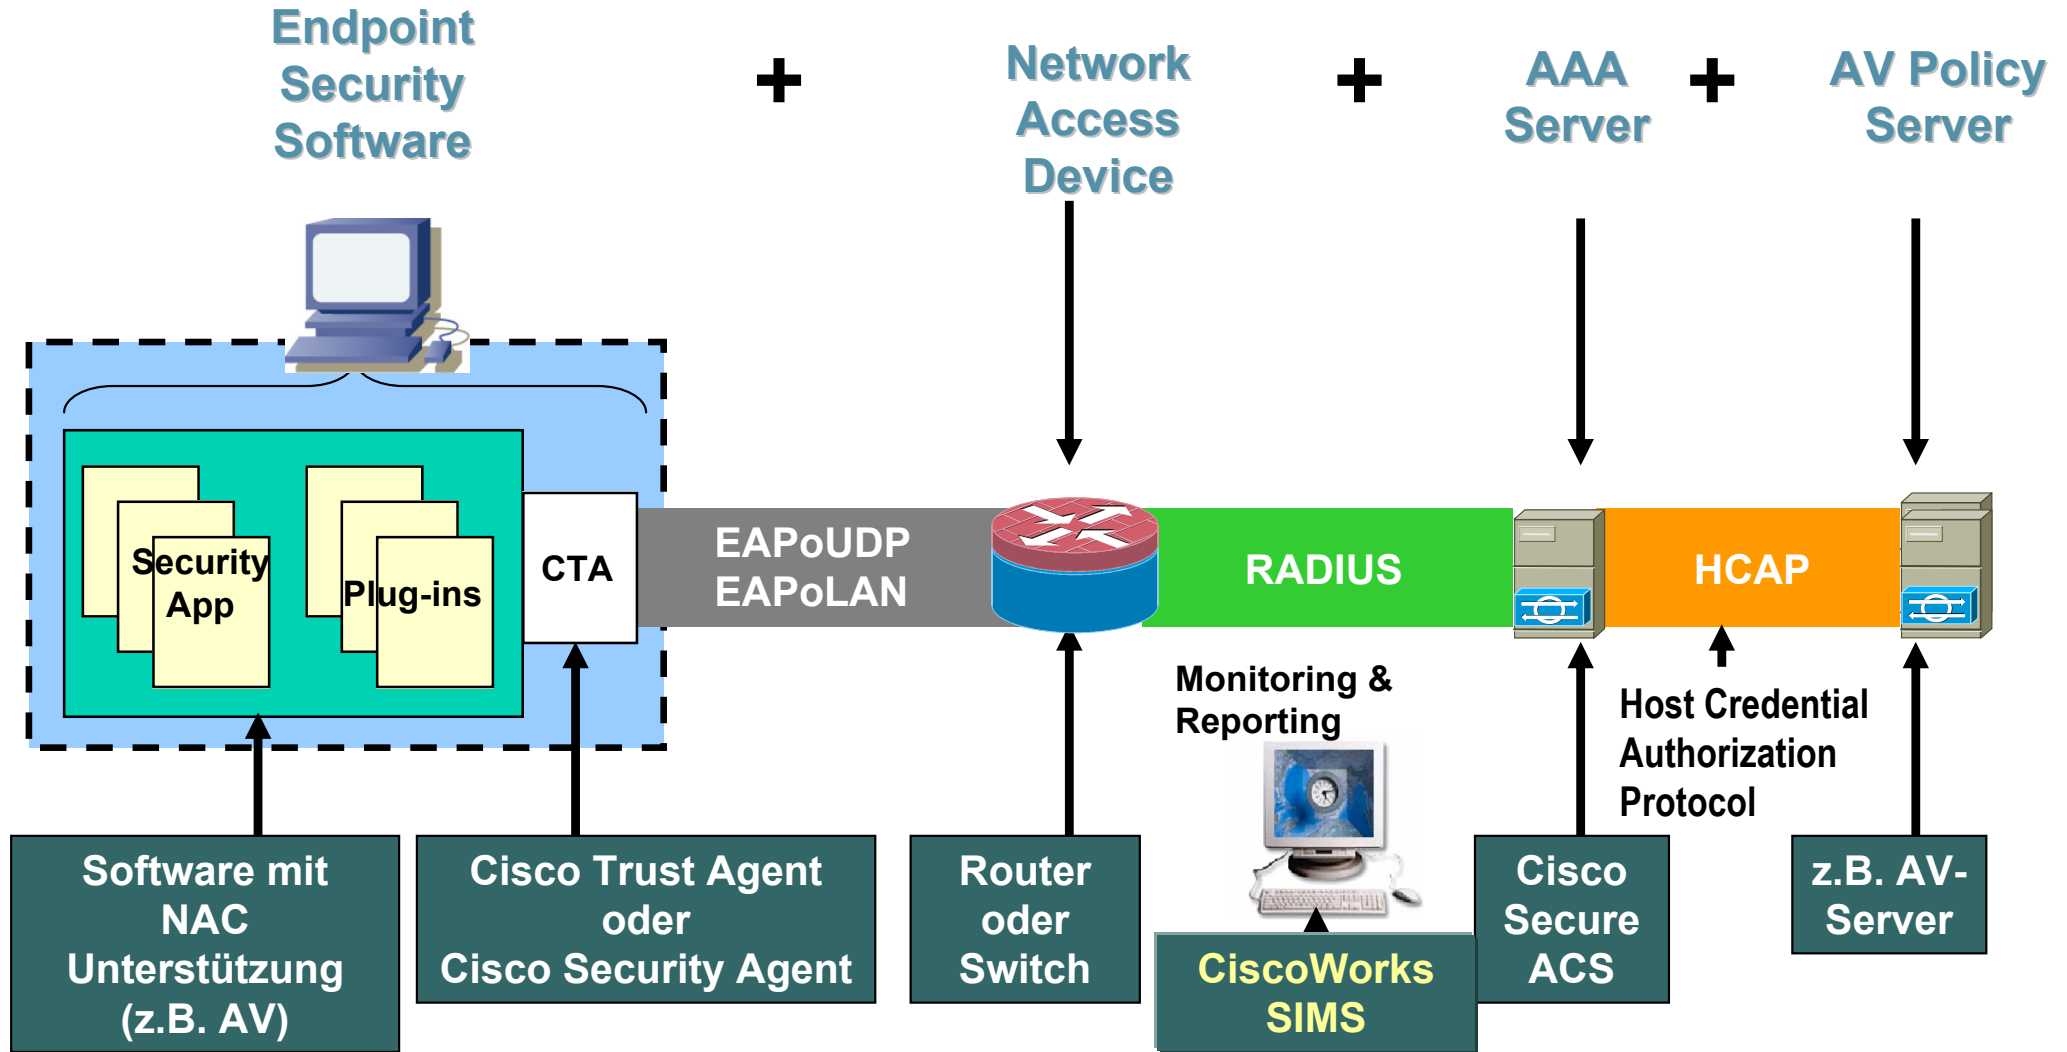 Endpoint
Security
Software
+
Network
Access
Device
+
AAA
Server
+
AV Policy
Server
Security
App
Plug-ins
CTA
EAPoUDP
EAPoLAN
RADIUS
HCAP
Monitoring &
Reporting
Host Credential
Authorization
Protocol
Software mit
NAC
Unterstützung
(z.B. AV)
Cisco Trust Agent
oder
Cisco Security Agent
Router
oder
Switch
CiscoWorks
SIMS
Cisco
Secure
ACS
z.B. AV-
Server